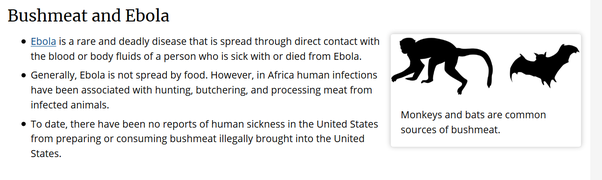 Bushmeat and Ebola
Ebola is a rare and deadly disease that is spread through direct contact with
the blood or body fluids of a person who is sick with or died from Ebola.
Generally, Ebola is not spread by food. However, in Africa human infections
have been associated with hunting, butchering, and processing meat from
infected animals.
To date, there have been no reports of human sickness in the United States
from preparing or consuming bushmeat illegally brought into the United
States.
Monkeys and bats are common
sources of bushmeat.